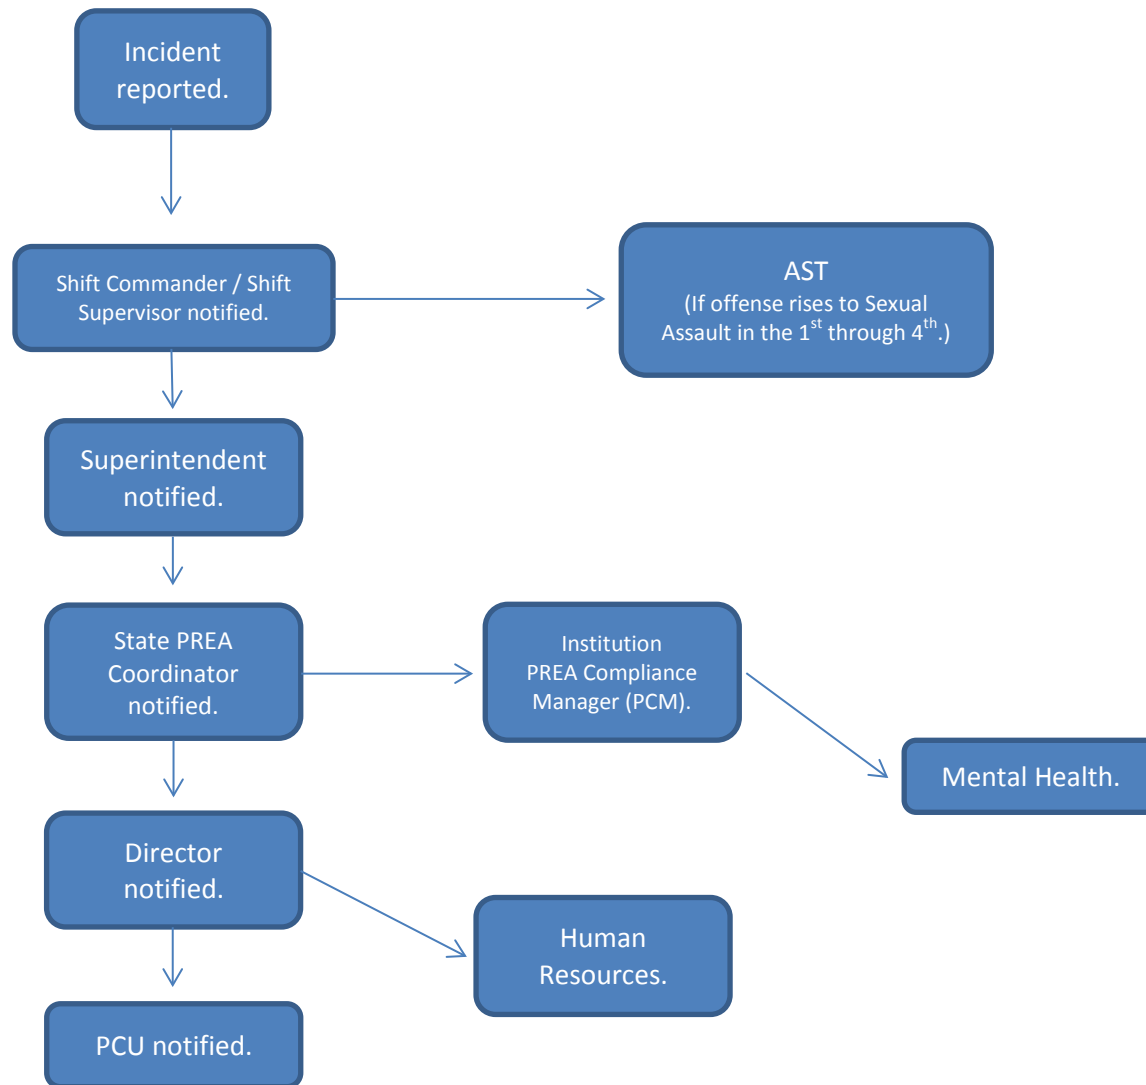 Incident
reported.
Shift Commander / Shift
Supervisor notified.
AST
(If offense rises to Sexual
Assault in the 1st through 4th.)
Superintendent
notified.
State PREA
Coordinator
notified.
Institution
PREA Compliance
Manager (PCM).
Mental Health.
Director
notified.
Human
Resources.
PCU notified.